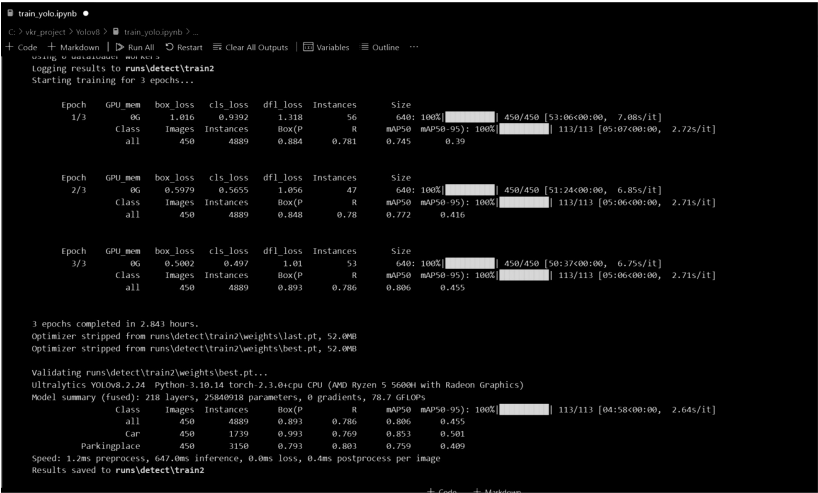 train_yolo.ipynb ●
C: > vkr_project > Yolov8 > train_yolo.ipynb > ...
+ Code + Markdown | Run All Restart Clear All Outputs | Variables Outline ...
Using 0 dataloader workers
Logging results to runs\detect\train2
Starting training for 3 epochs...
Epoch GPU_mem box_loss cls_loss dfl_loss Instances Size
1/3 0G 1.016 0.9392 1.318 56 640: 100%|██████████| 450/450 [53:06<00:00, 7.08s/it]
Class Images Instances Box(P R mAP50 mAP50-95): 100%|██████████| 113/113 [05:07<00:00, 2.72s/it]
all 450 4889 0.884 0.781 0.745 0.39
Epoch GPU_mem box_loss cls_loss dfl_loss Instances Size
2/3 0G 0.5979 0.5655 1.056 47 640: 100%|██████████| 450/450 [51:24<00:00, 6.85s/it]
Class Images Instances Box(P R mAP50 mAP50-95): 100%|██████████| 113/113 [05:06<00:00, 2.71s/it]
all 450 4889 0.848 0.78 0.772 0.416
Epoch GPU_mem box_loss cls_loss dfl_loss Instances Size
3/3 0G 0.5002 0.497 1.01 53 640: 100%|██████████| 450/450 [50:37<00:00, 6.75s/it]
Class Images Instances Box(P R mAP50 mAP50-95): 100%|██████████| 113/113 [05:06<00:00, 2.71s/it]
all 450 4889 0.893 0.786 0.806 0.455
3 epochs completed in 2.843 hours.
Optimizer stripped from runs\detect\train2\weights\last.pt, 52.0MB
Optimizer stripped from runs\detect\train2\weights\best.pt, 52.0MB
Validating runs\detect\train2\weights\best.pt...
Ultralytics YOLOv8.2.24 Python-3.10.14 torch-2.3.0+cpu CPU (AMD Ryzen 5 5600H with Radeon Graphics)
Model summary (fused): 218 layers, 25840918 parameters, 0 gradients, 78.7 GFLOPs
Class Images Instances Box(P R mAP50 mAP50-95): 100%|██████████| 113/113 [04:58<00:00, 2.64s/it]
all 450 4889 0.893 0.786 0.806 0.455
Car 450 1739 0.993 0.769 0.853 0.501
Parkingplace 450 3150 0.793 0.803 0.759 0.409
Speed: 1.2ms preprocess, 647.0ms inference, 0.0ms loss, 0.4ms postprocess per image
Results saved to runs\detect\train2
+ Code + Markdown